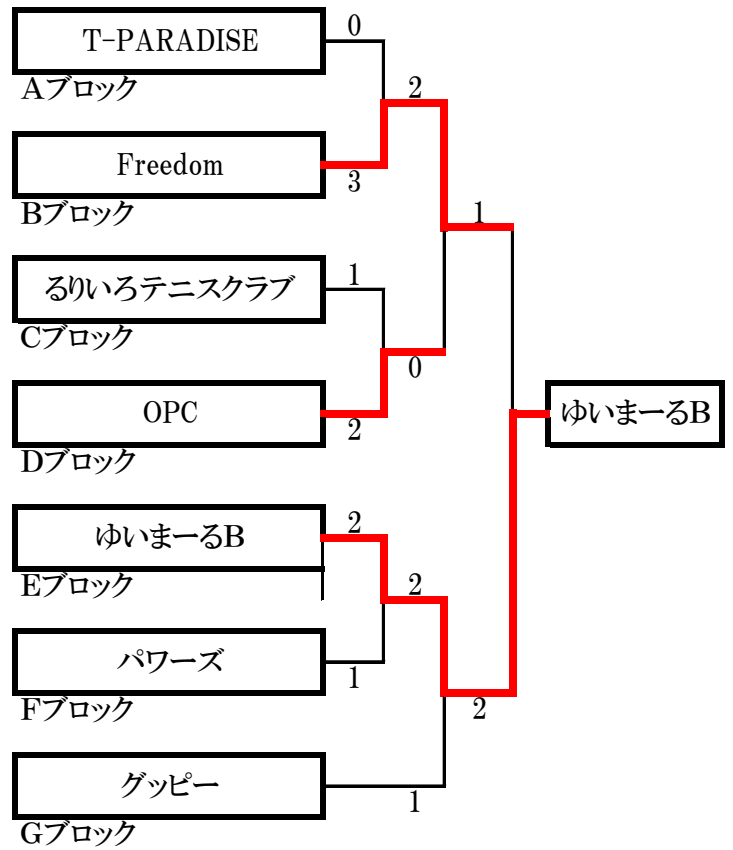 T-PARADISE
0
Aブロック
2
Freedom
3
Bブロック
1
るりいろテニスクラブ
1
Cブロック
0
OPC
2
Dブロック
ゆいまーるB
ゆいまーるB
2
Eブロック
2
パワーズ
1
Fブロック
2
グッピー
1
Gブロック